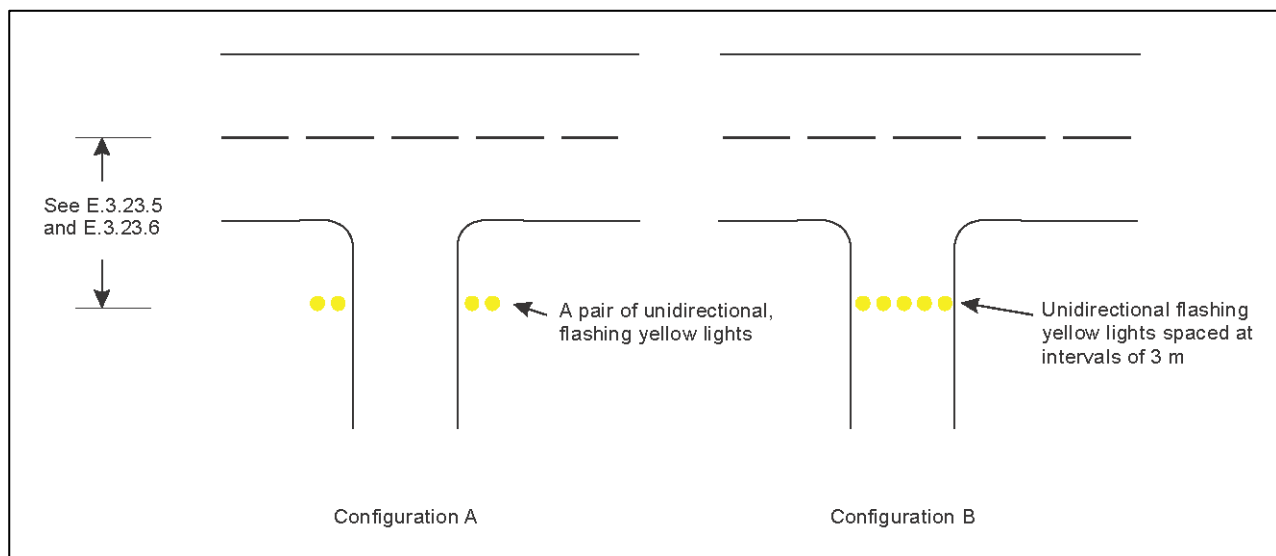 See E.3.23.5
and E.3.23.6
A pair of unidirectional,
flashing yellow lights
Unidirectional flashing
yellow lights spaced at
intervals of 3 m
Configuration A
Configuration B